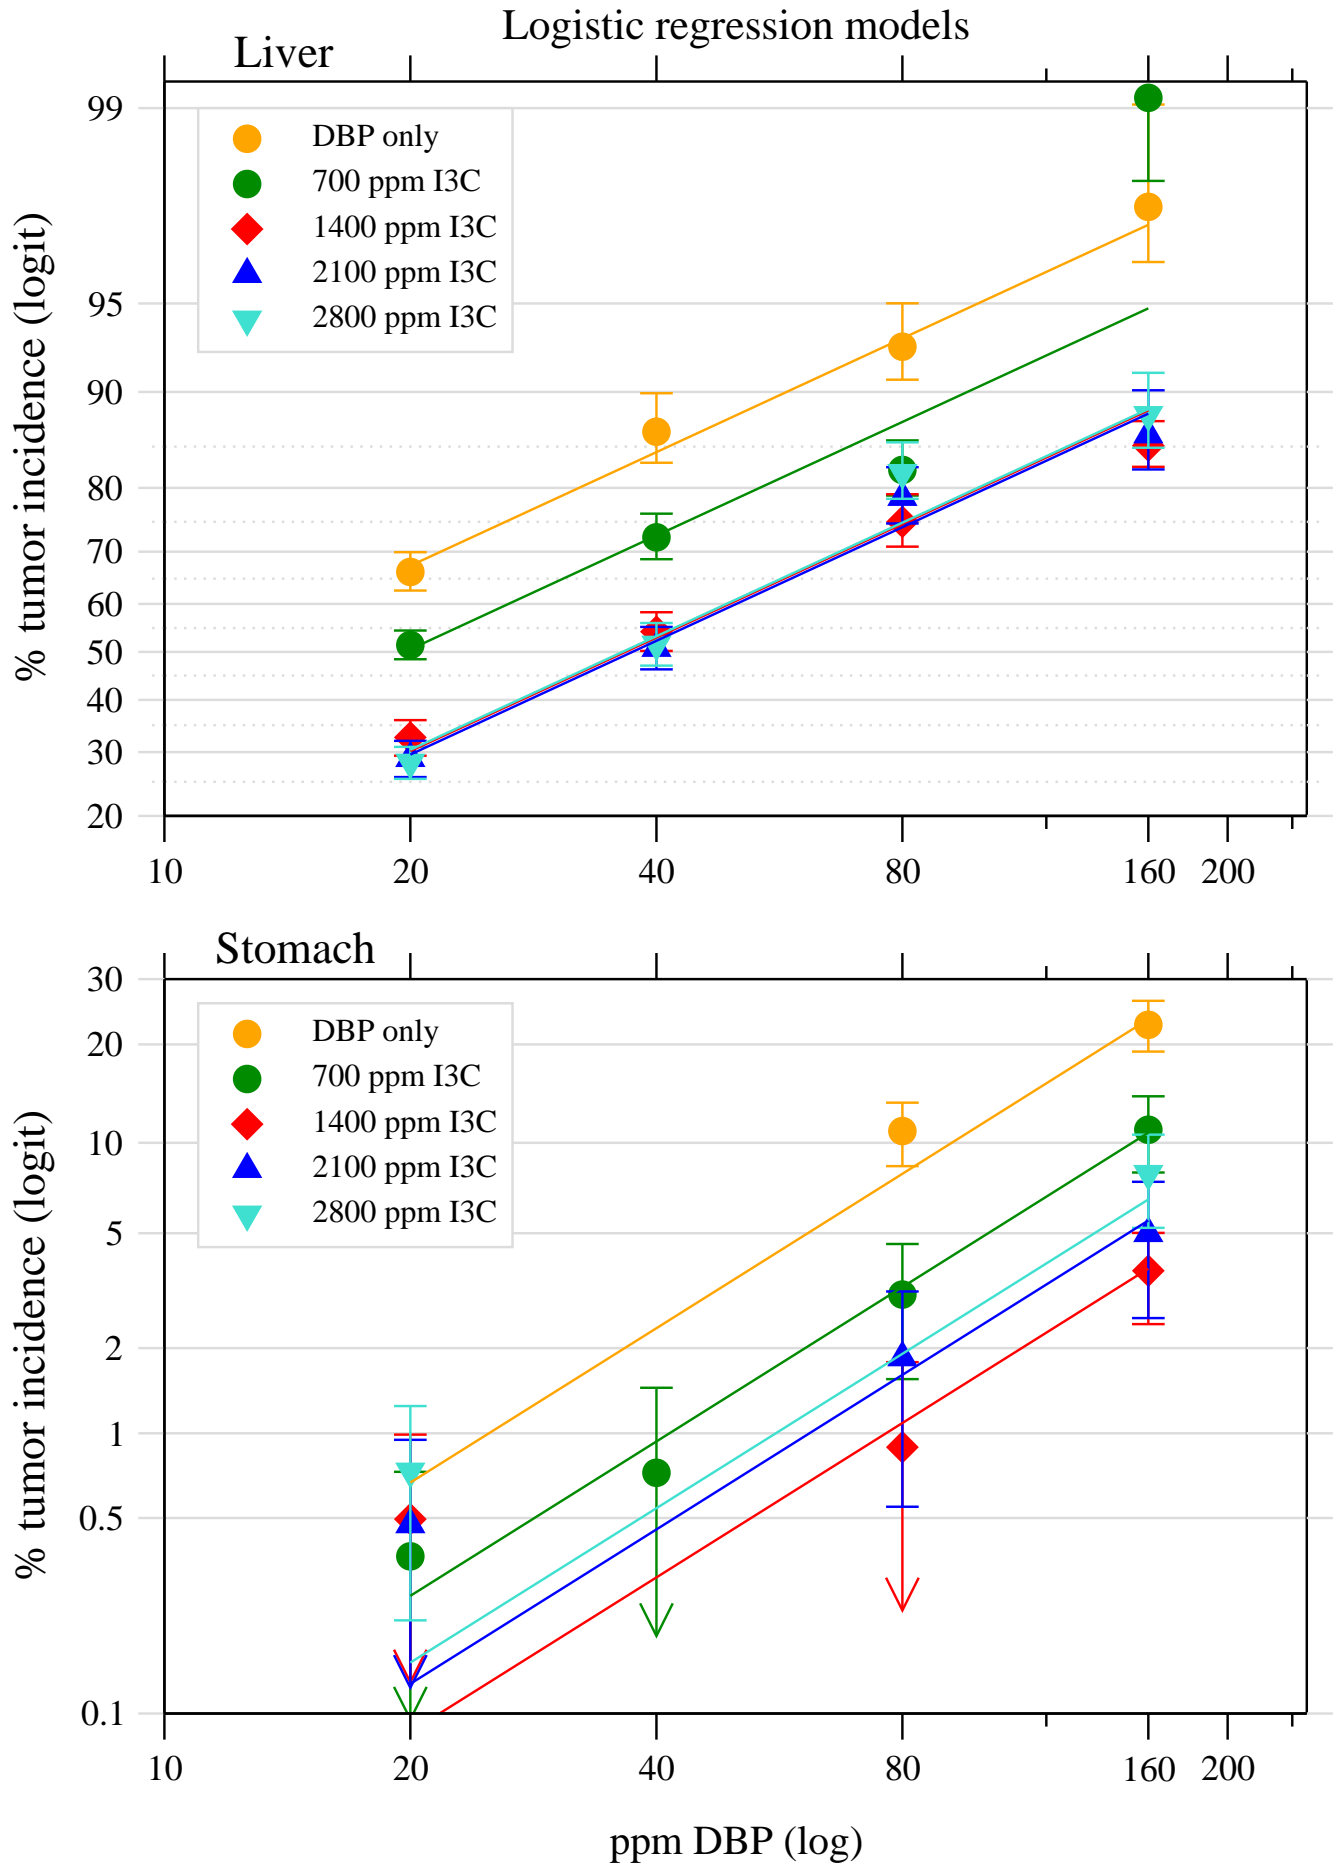 Logistic regression models
Liver
99
95
90
80
70
60
50
40
30
20
% tumor incidence (logit)
DBP only
700 ppm I3C
1400 ppm I3C
2100 ppm I3C
2800 ppm I3C
10 20 40 80 160 200
Stomach
30
20
10
5
2
1
0.5
0.1
% tumor incidence (logit)
DBP only
700 ppm I3C
1400 ppm I3C
2100 ppm I3C
2800 ppm I3C
10 20 40 80 160 200
ppm DBP (log)